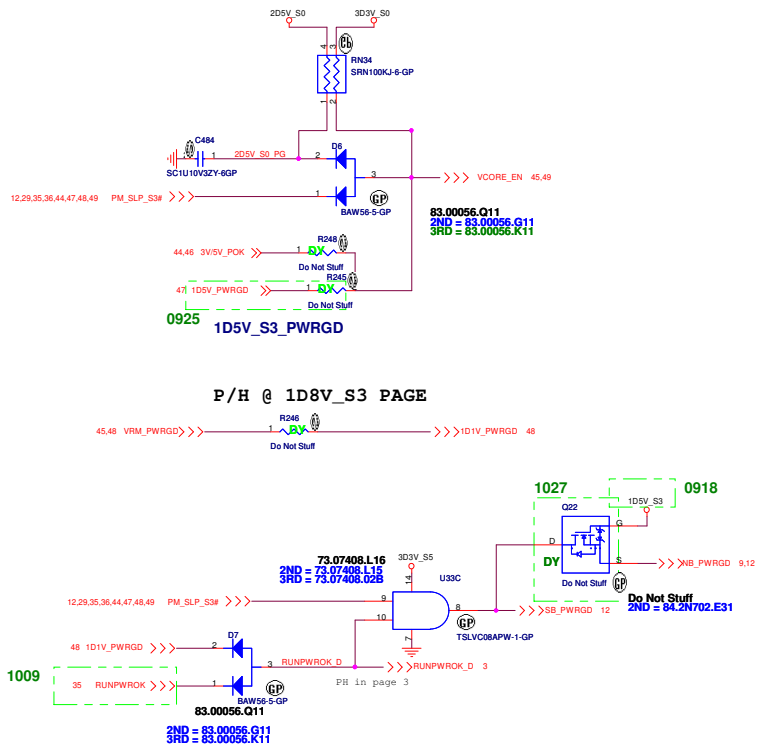 2D5V_S0 3D3V_S0
4 3
RN34
SRN100KJ-6-GP
1 2
C484
1 2D5V_S0_PG 2 D6
SC1U10V3ZY-6GP
3 VCORE_EN 45,49
12,29,35,36,44,47,48,49 PM_SLP_S3# 1
GP
BAW56-5-GP
83.00056.Q11
2ND = 83.00056.G11
3RD = 83.00056.K11
R248
44,46 3V/5V_POK 1 DY
Do Not Stuff
R245
47 1D5V_PWRGD 1 DY
Do Not Stuff
0925
1D5V_S3_PWRGD
P/H @ 1D8V_S3 PAGE
R246
45,48 VRM_PWRGD 1 DY 1D1V_PWRGD 48
Do Not Stuff
1027 0918
1D5V_S3
Q22
G
D
DY
S
NB_PWRGD 9,12
Do Not Stuff
GP
Do Not Stuff
2ND = 84.2N702.E31
73.07408.L16
2ND = 73.07408.L15
3RD = 73.07408.02B
3D3V_S5
14
U33C
12,29,35,36,44,47,48,49 PM_SLP_S3# 9
10
8 SB_PWRGD 12
GP
7
TSLVC08APW-1-GP
D7
48 1D1V_PWRGD 2
3 RUNPWROK_D RUNPWROK_D 3
PH in page 3
1009
35 RUNPWROK 1
GP
BAW56-5-GP
83.00056.Q11
2ND = 83.00056.G11
3RD = 83.00056.K11